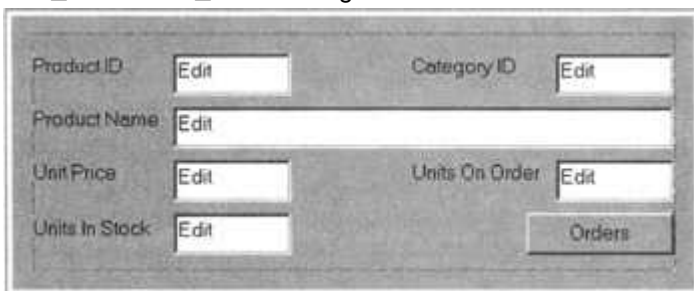 Product ID Edit Category ID Edit
Product Name Edit
Unit Price Edit Units On Order Edit
Units In Stock Edit Orders